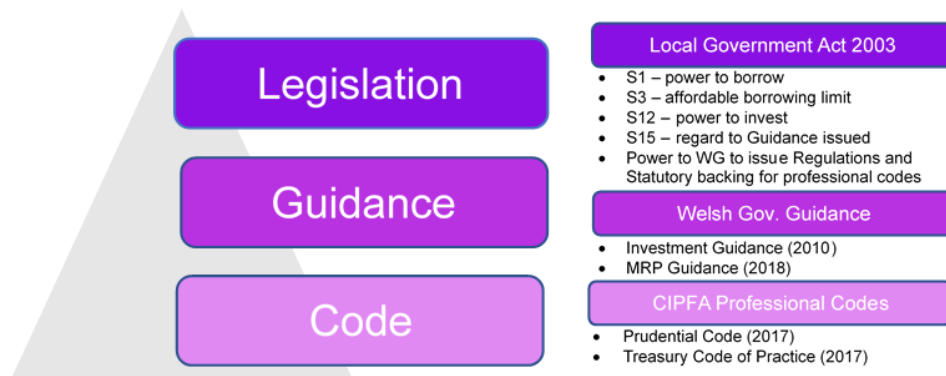 Legislation
Guidance
Code
Local Government Act 2003
• S1 – power to borrow
• S3 – affordable borrowing limit
• S12 – power to invest
• S15 – regard to Guidance issued
• Power to WG to issue Regulations and
Statutory backing for professional codes
Welsh Gov. Guidance
• Investment Guidance (2010)
• MRP Guidance (2018)
CIPFA Professional Codes
• Prudential Code (2017)
• Treasury Code of Practice (2017)